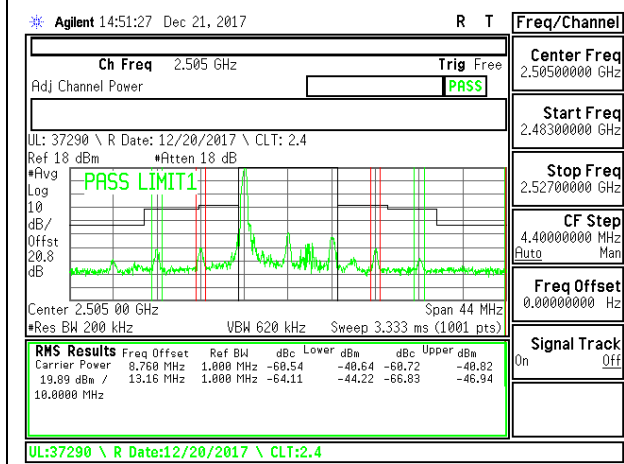 Agilent 14:51:27 Dec 21, 2017 R T
Ch Freq 2.505 GHz Trig Free
Adj Channel Power PASS
UL: 37290 \ R Date: 12/20/2017 \ CLT: 2.4
Ref 18 dBm #Atten 18 dB
#Avg
Log
10
dB/
Offst
20.8
dB
PASS LIMIT1
Center 2.505 00 GHz Span 44 MHz
#Res BW 200 kHz VBW 620 kHz Sweep 3.333 ms (1001 pts)
RMS Results Freq Offset Ref BW dBc Lower dBm dBc Upper dBm
Carrier Power 8.760 MHz 1.000 MHz -60.54 -40.64 -60.72 -40.82
19.89 dBm / 13.16 MHz 1.000 MHz -64.11 -44.22 -66.83 -46.94
10.0000 MHz
UL:37290 \ R Date:12/20/2017 \ CLT:2.4
Freq/Channel
Center Freq
2.50500000 GHz
Start Freq
2.48300000 GHz
Stop Freq
2.52700000 GHz
CF Step
4.40000000 MHz
Auto Man
Freq Offset
0.00000000 Hz
Signal Track
On Off